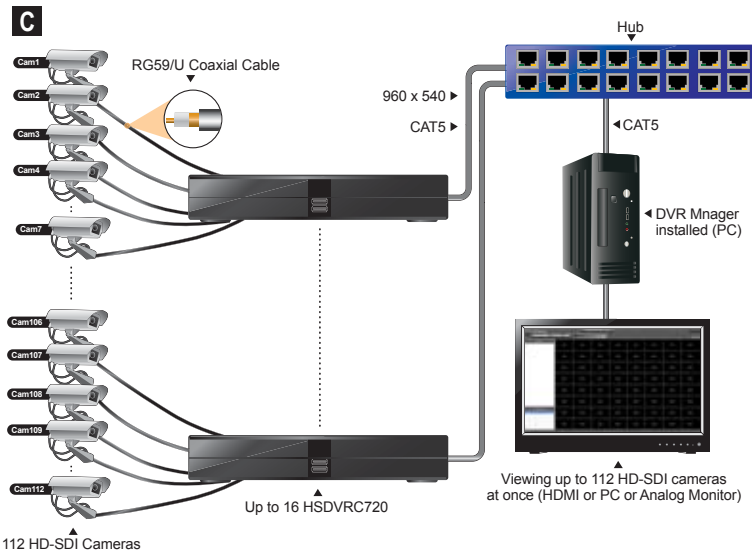 C
Cam1
Cam2
Cam3
Cam4
Cam7
RG59/U Coaxial Cable
960 x 540
CAT5
Hub
CAT5
DVR Mnager
installed (PC)
Cam106
Cam107
Cam108
Cam109
Cam112
Up to 16 HSDVRC720
Viewing up to 112 HD-SDI cameras
at once (HDMI or PC or Analog Monitor)
112 HD-SDI Cameras